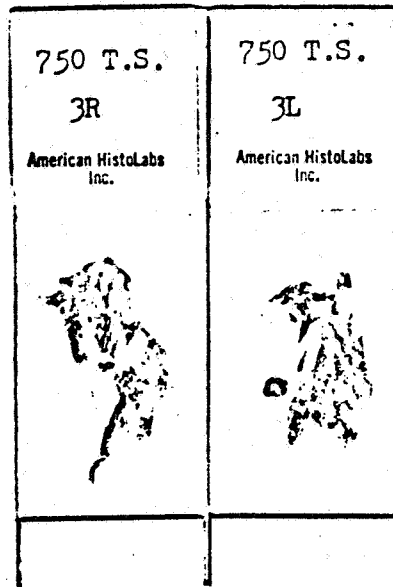 750 T.S.
3R
American HistoLabs
Inc.
750 T.S.
3L
American HistoLabs
Inc.